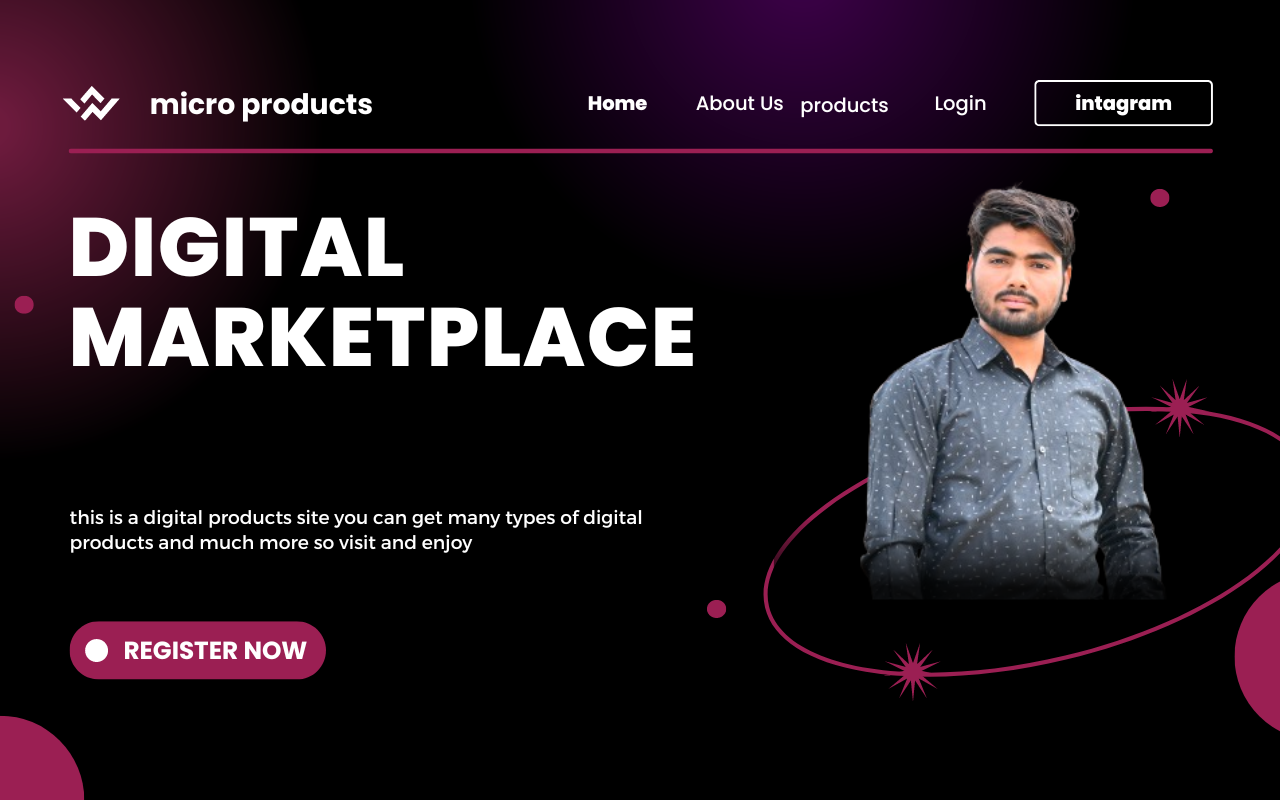 micro products
Home
About Us
products
Login
intagram
DIGITAL
MARKETPLACE
this is a digital products site you can get many types of digital
products and much more so visit and enjoy
REGISTER NOW